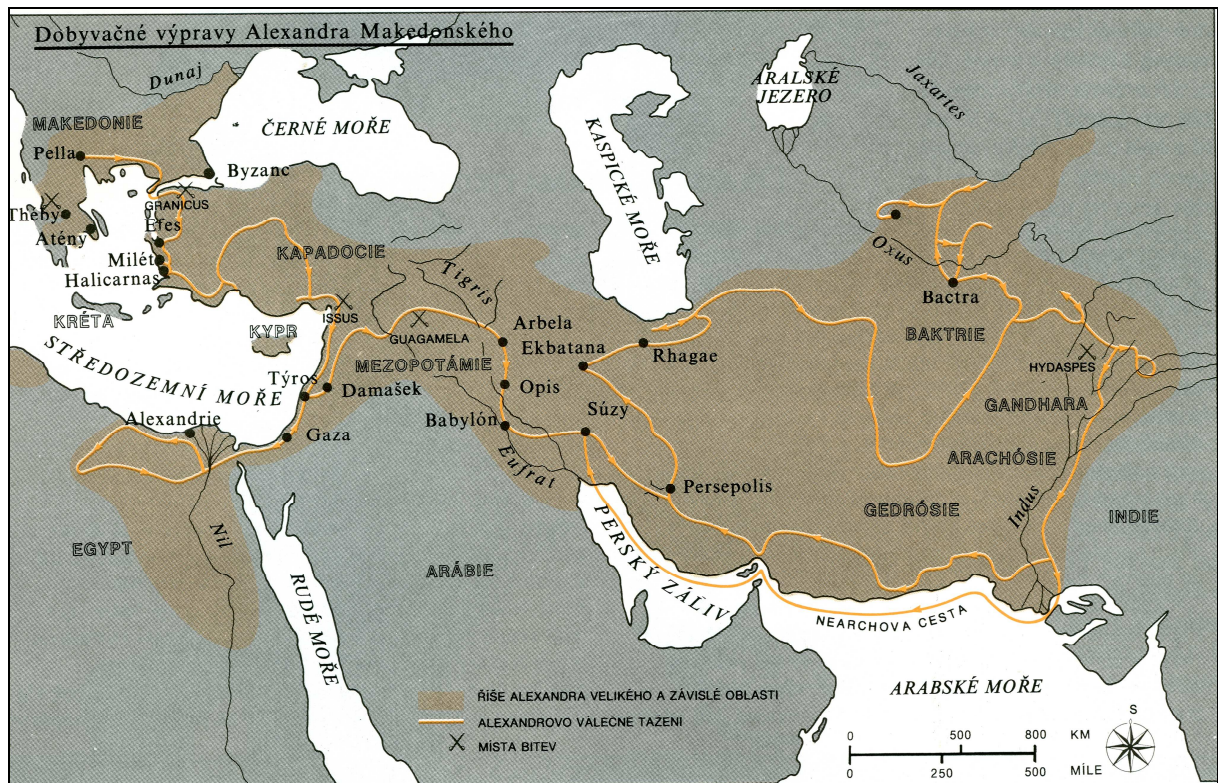 Dobyvačné výpravy Alexandra Makedonského
Dunaj
ČERNÉ MOŘE
ARALSKÉ
JEZERO
Jaxartes
MAKEDONIE
Pella
Byzanc
KASPICKÉ MOŘE
GRANICUS
Théby
Atény
Efes
Milét
Halicarnas
KAPADOCIE
Tigris
Oxus
Bactra
BAKTRIE
KRÉTA
KYPR
ISSUS
GUAGAMELA
Arbela
Ekbatana
Rhagae
HYDASPES
STŘEDOZEMNÍ MOŘE
MEZOPOTÁMIE
Týros
Damašek
Opis
GANDHARA
Alexandrie
Gaza
Babylón
Súzy
ARACHÓSIE
Eufrat
Persepolis
GEDRÓSIE
Indus
INDIE
EGYPT
Nil
RUDÉ MOŘE
ARÁBIE
PERSKÝ ZÁLIV
NEARCHOVA CESTA
ARABSKÉ MOŘE
ŘÍŠE ALEXANDRA VELIKÉHO A ZÁVISLÉ OBLASTI
ALEXANDROVO VÁLEČNE TAZENI
MÍSTA BITEV
S
0 500 800 KM
0 250 500 MÍLE